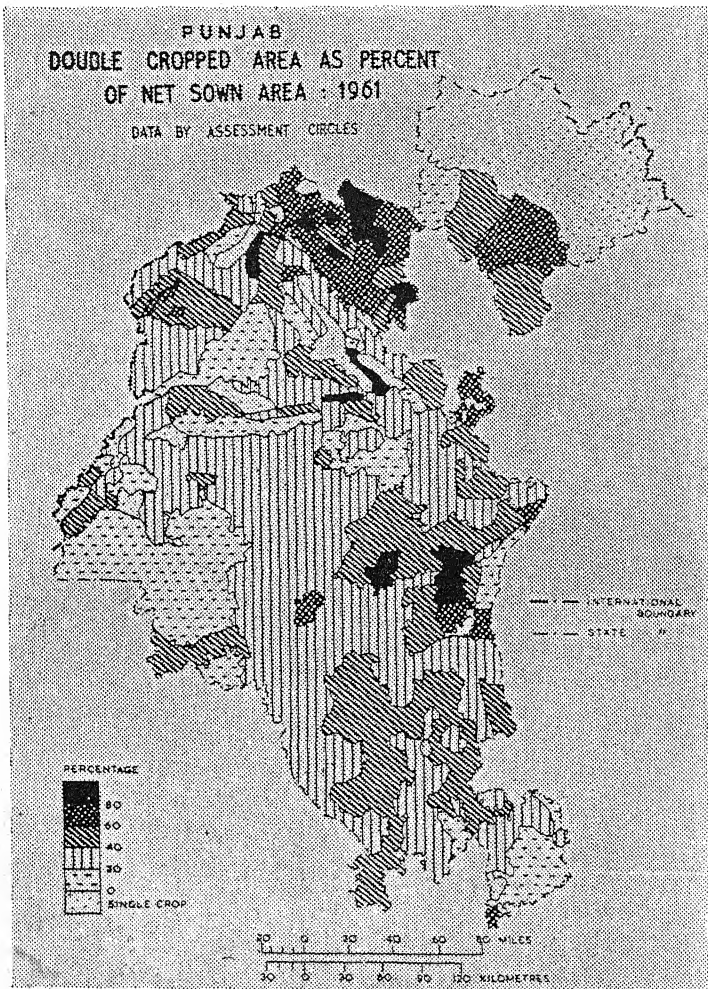 PUNJAB
DOUBLE CROPPED AREA AS PERCENT
OF NET SOWN AREA : 1961
DATA BY ASSESSMENT CIRCLES
INTERNATIONAL
BOUNDARY
STATE "
PERCENTAGE
80
60
40
20
0
SINGLE CROP
20 0 20 40 60 80 MILES
30 0 30 60 90 120 KILOMETRES